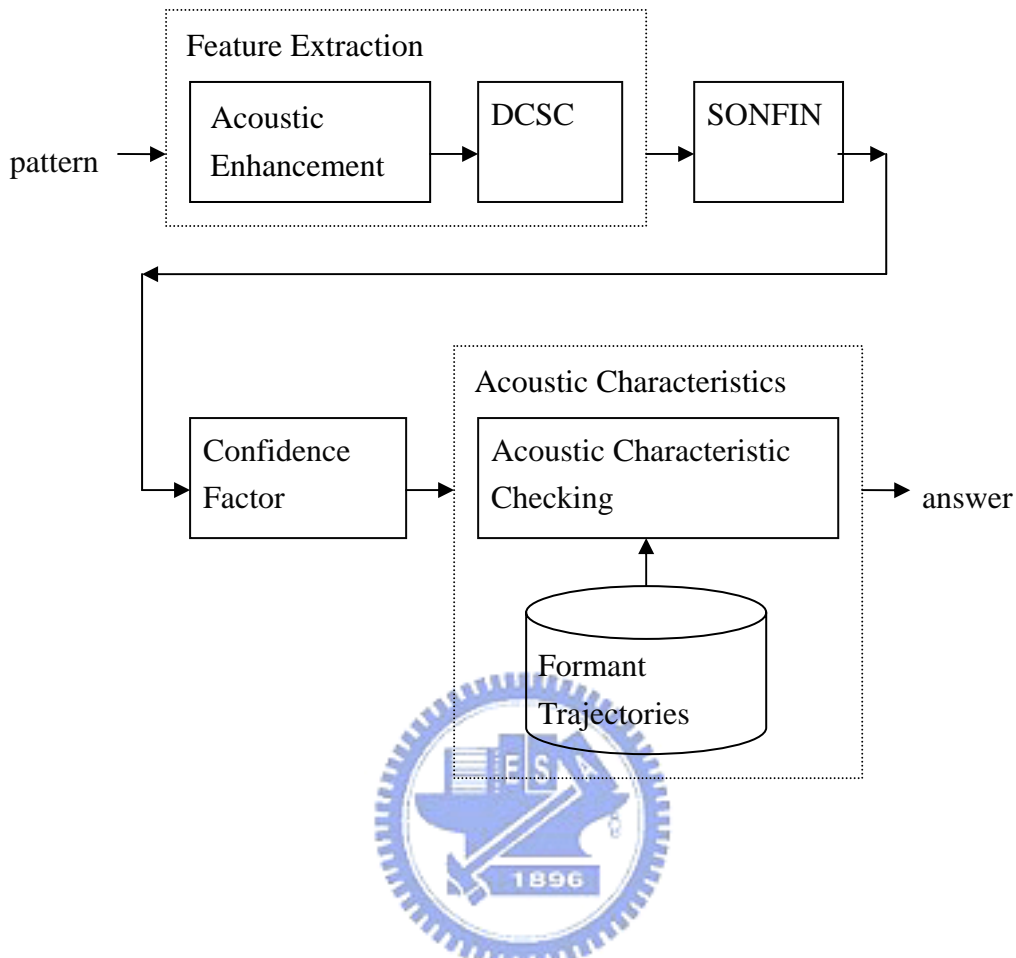 Feature Extraction
Acoustic
Enhancement
DCSC
SONFIN
pattern
Acoustic Characteristics
Confidence
Factor
Acoustic Characteristic
Checking
answer
Formant
Trajectories
E S A
1896